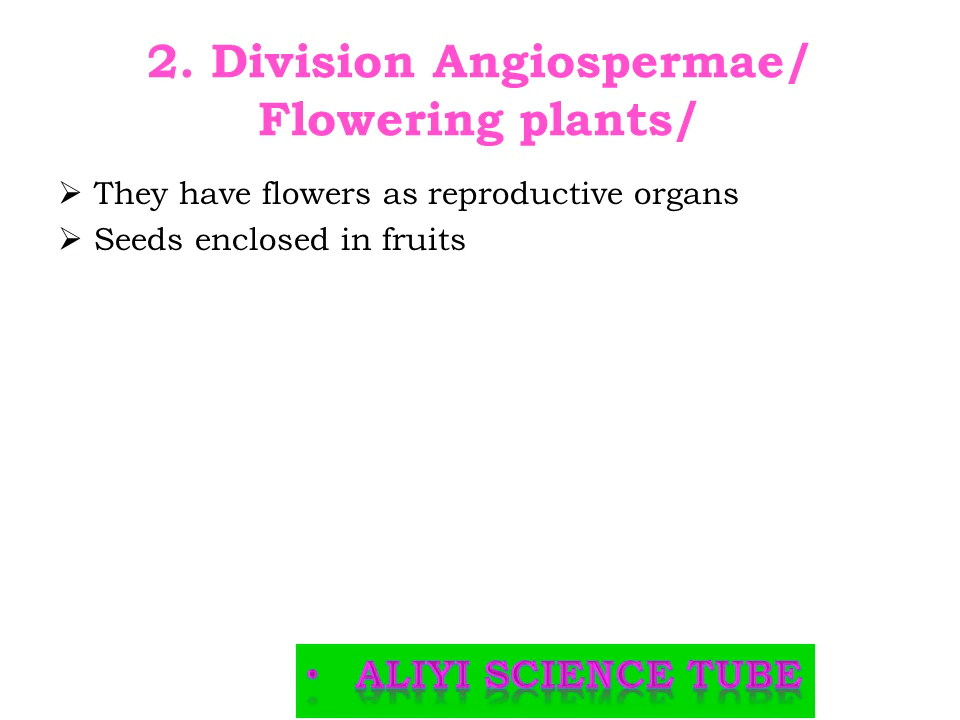 2. Division Angiospermae/
Flowering plants/
➢ They have flowers as reproductive organs
➢ Seeds enclosed in fruits
• ALIYI SCIENCE TUBE